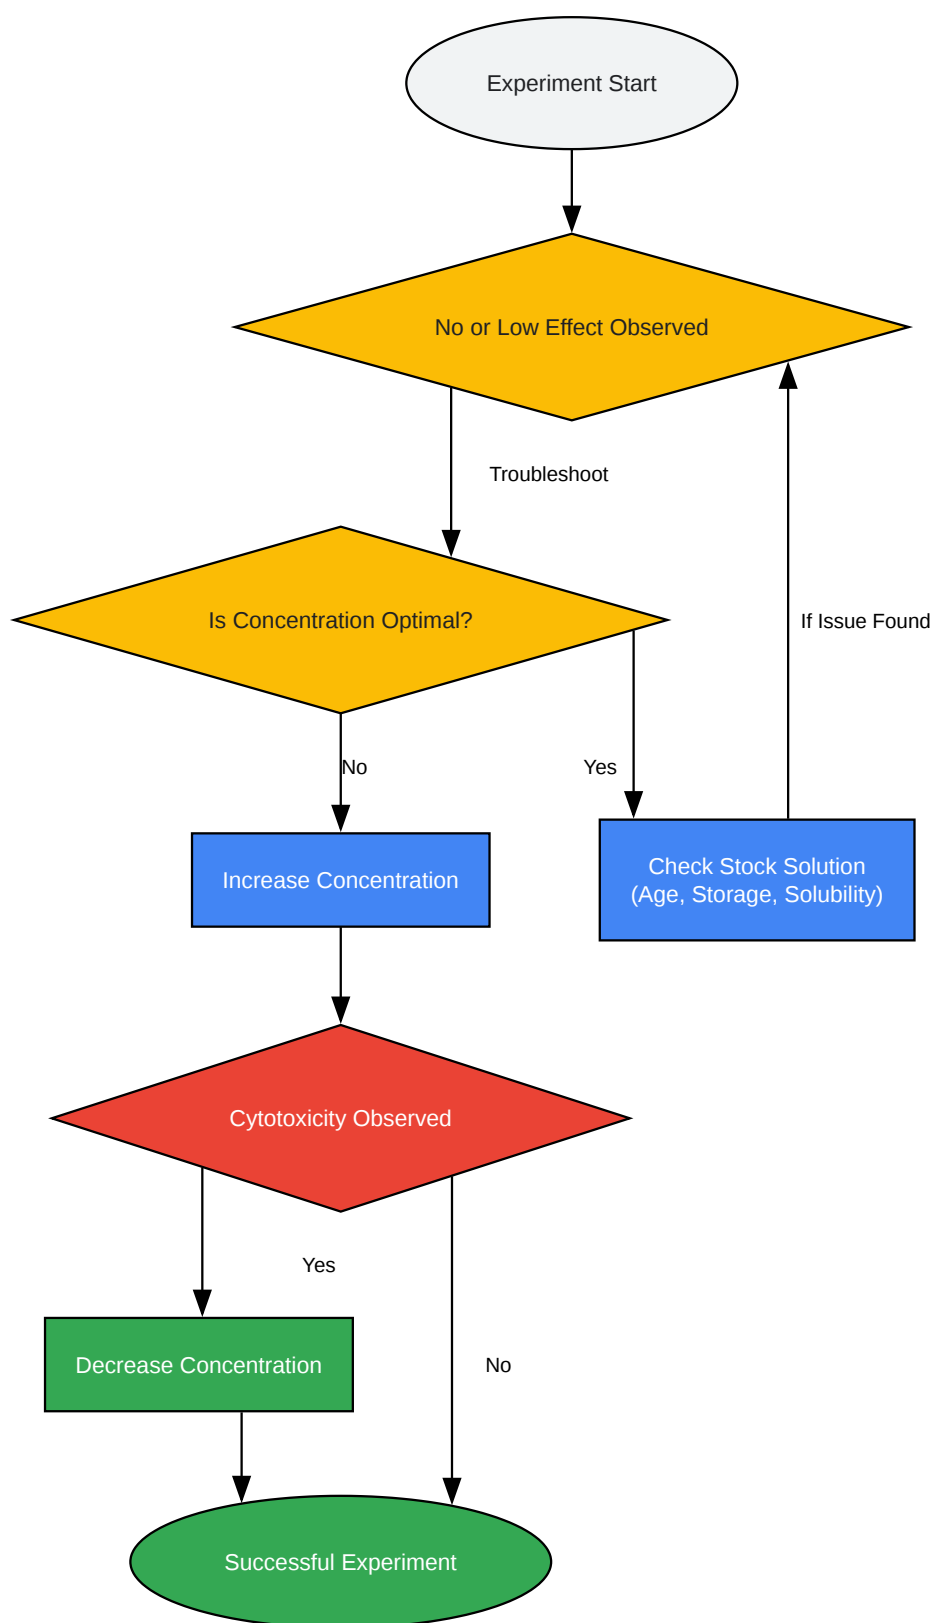 Experiment Start
No or Low Effect Observed
Troubleshoot
Is Concentration Optimal?
If Issue Found
No
Yes
Increase Concentration
Check Stock Solution
(Age, Storage, Solubility)
Cytotoxicity Observed
Yes
Decrease Concentration
No
Successful Experiment